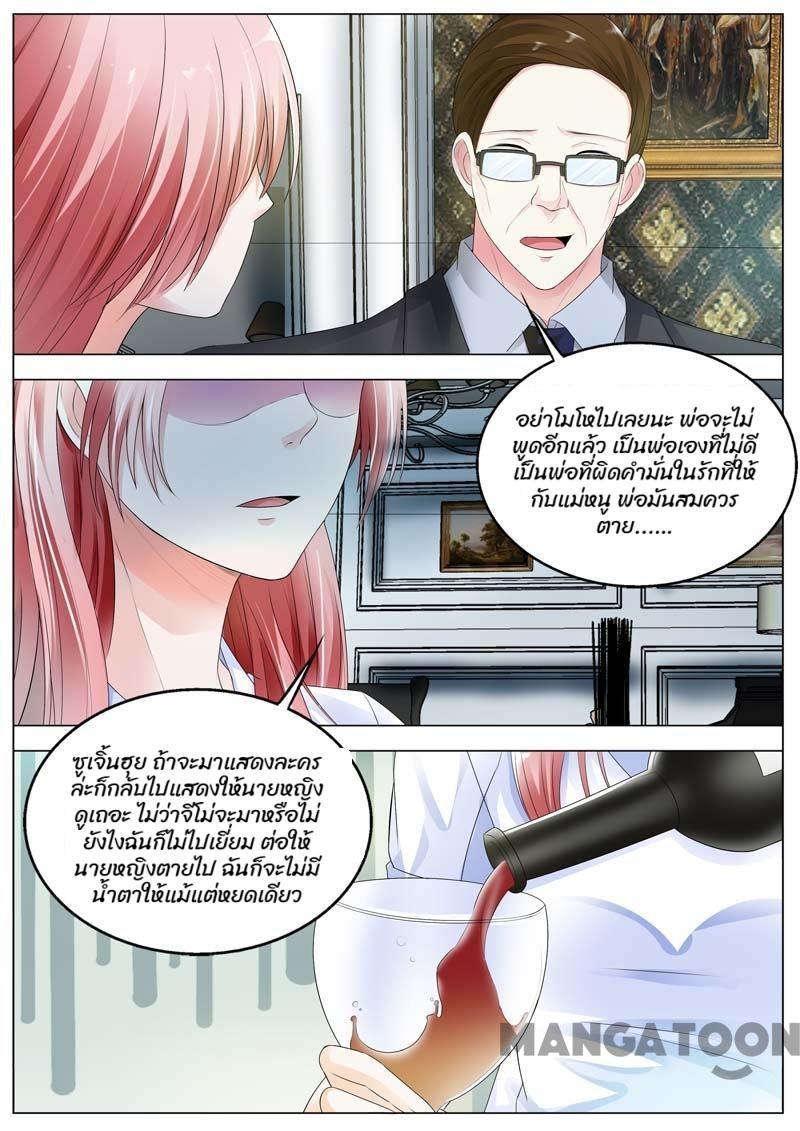 อย่าโมโหไปเลยนะ พ่อจะไม่
พูดอีกแล้ว เป็นพ่อเองที่ไม่ดี
เป็นพ่อที่ผิดคำมั่นในรักที่ให้
กับแม่หนู พ่อมันสมควร
ตาย......
ซูเจิ้นฮุย ถ้าจะมาแสดงละคร
ล่ะก็กลับไปแสดงให้นายหญิง
ดูเถอะ ไม่ว่าจีโม่จะมาหรือไม่
ยังไงฉันก็ไม่ไปเยี่ยม ต่อให้
นายหญิงตายไป ฉันก็จะไม่มี
น้ำตาให้แม้แต่หยดเดียว
MANGATOON